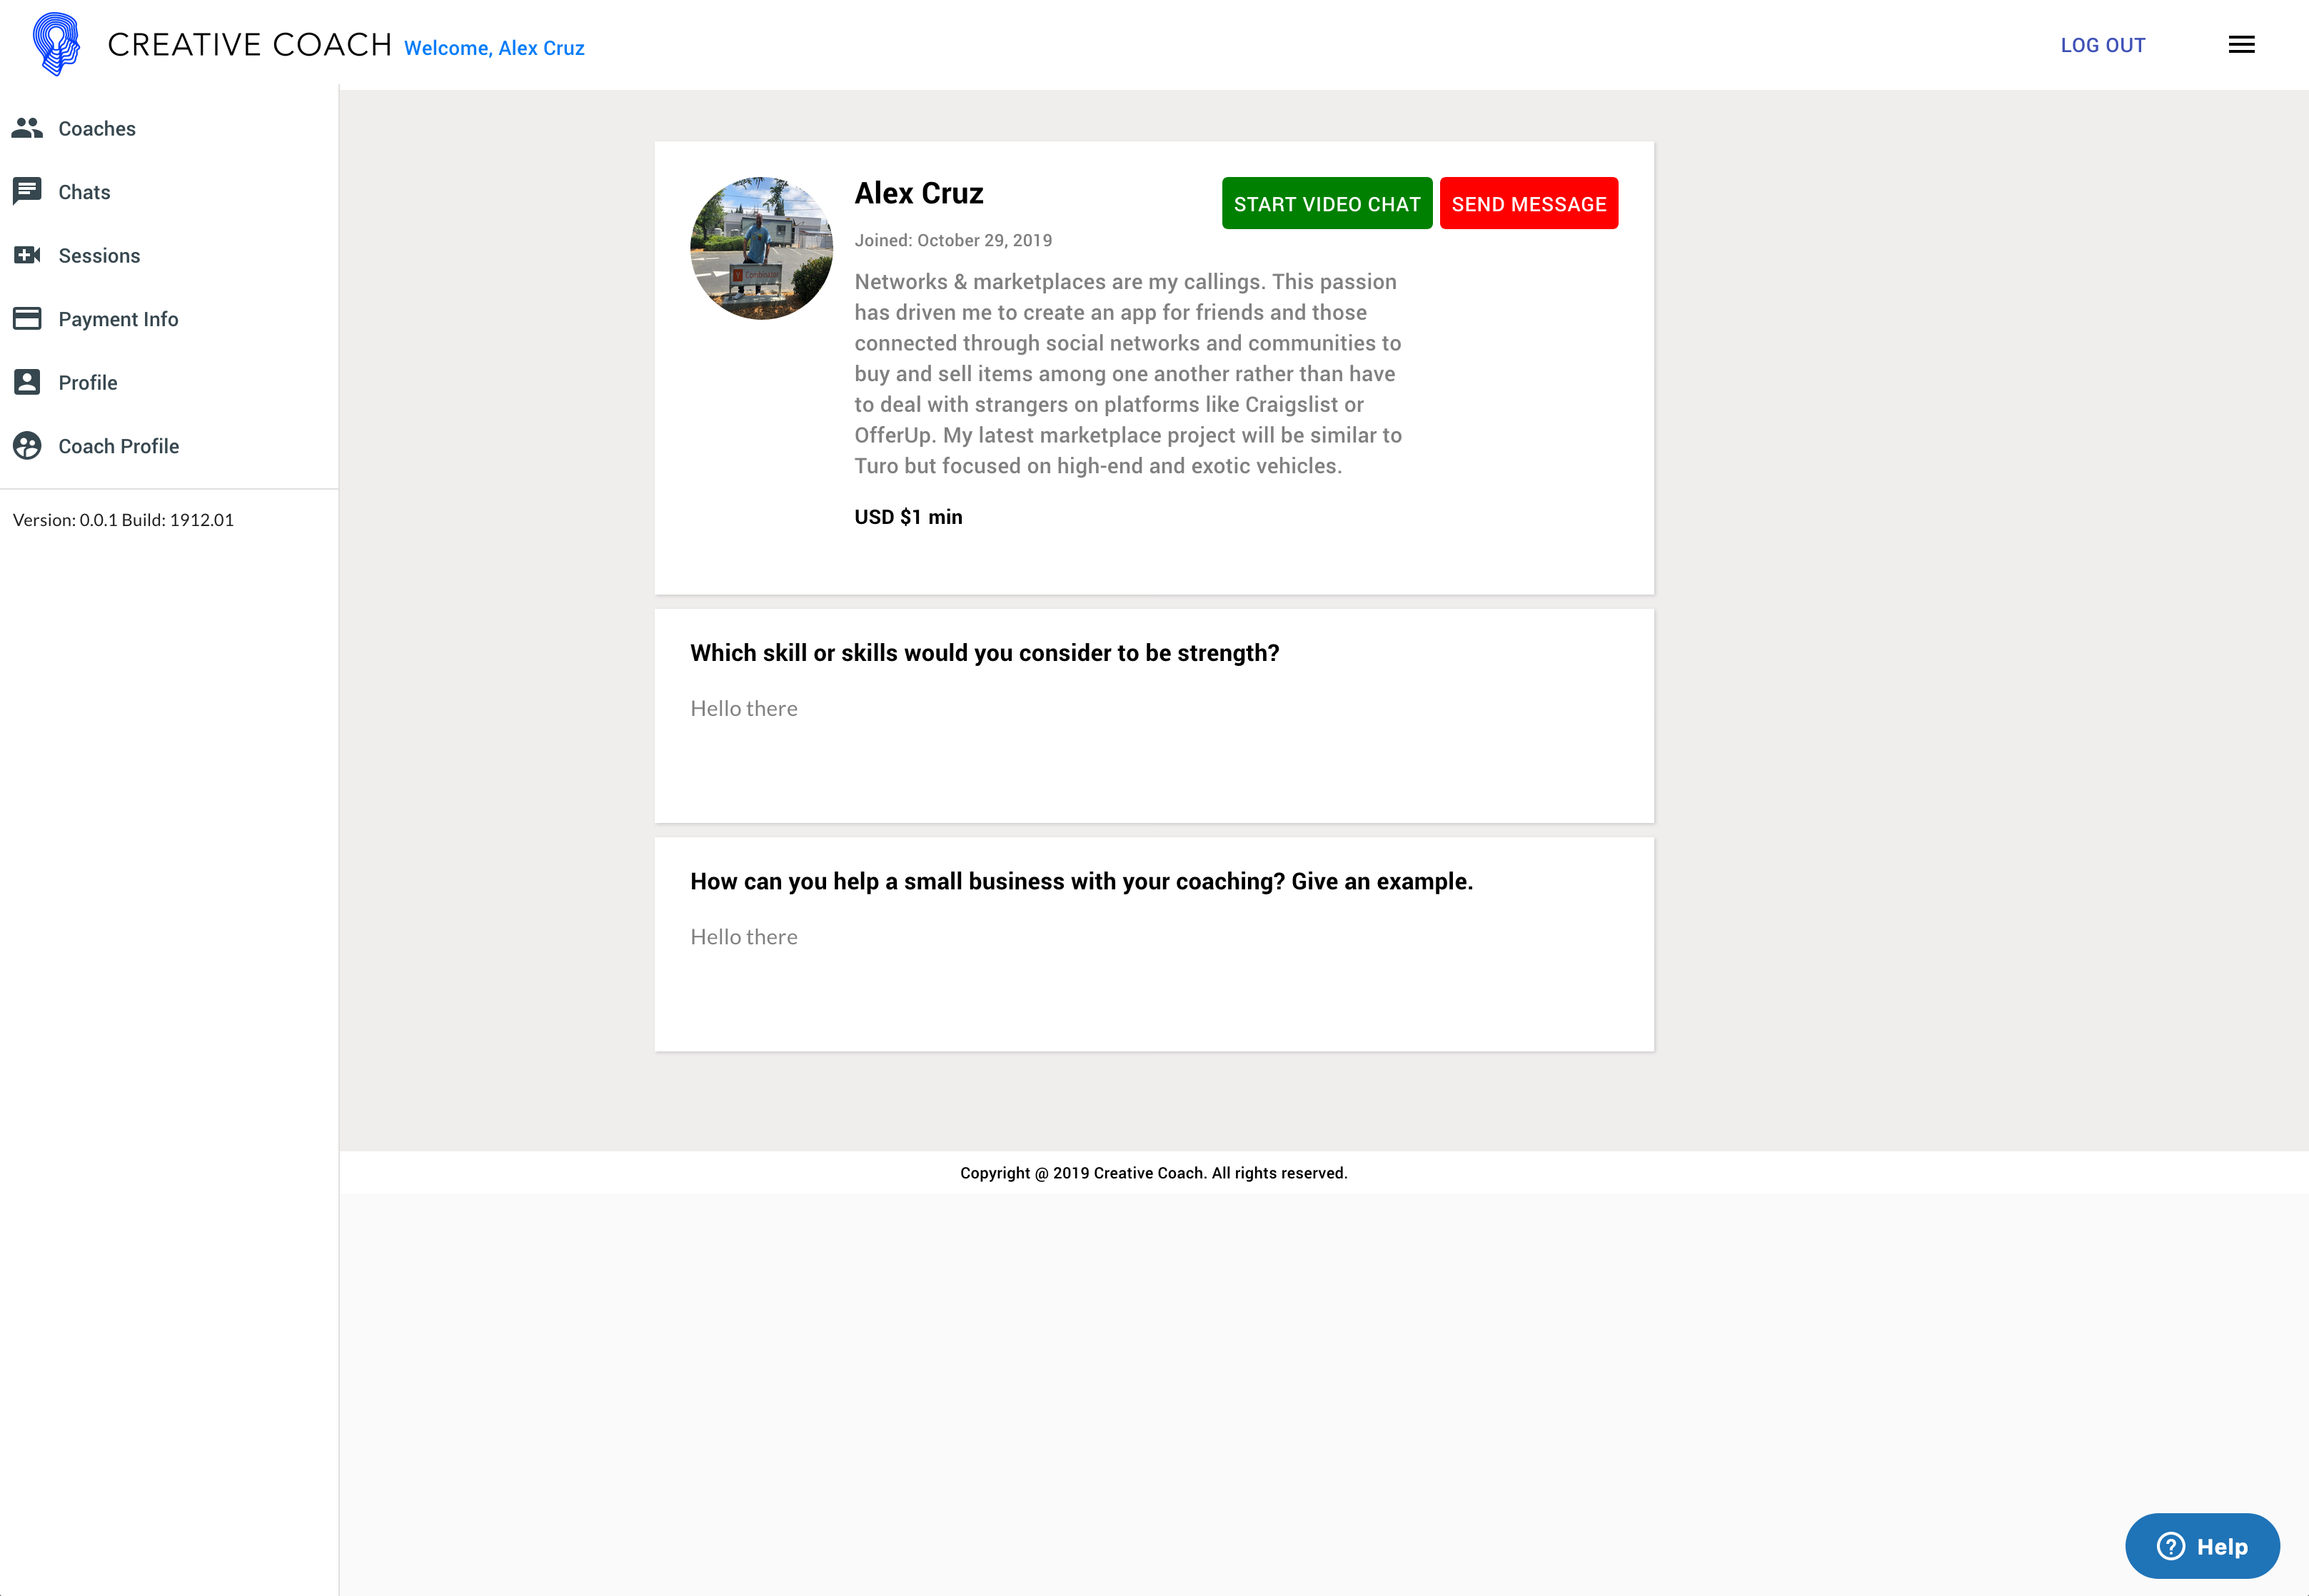 CREATIVE COACH Welcome, Alex Cruz
LOG OUT
Coaches
Chats
Sessions
Payment Info
Profile
Coach Profile
Version: 0.0.1 Build: 1912.01
Alex Cruz
START VIDEO CHAT
SEND MESSAGE
Joined: October 29, 2019
Networks & marketplaces are my callings. This passion
has driven me to create an app for friends and those
connected through social networks and communities to
buy and sell items among one another rather than have
to deal with strangers on platforms like Craigslist or
OfferUp. My latest marketplace project will be similar to
Turo but focused on high-end and exotic vehicles.
USD $1 min
Y Combinator
Which skill or skills would you consider to be strength?
Hello there
How can you help a small business with your coaching? Give an example.
Hello there
Copyright @ 2019 Creative Coach. All rights reserved.
Help